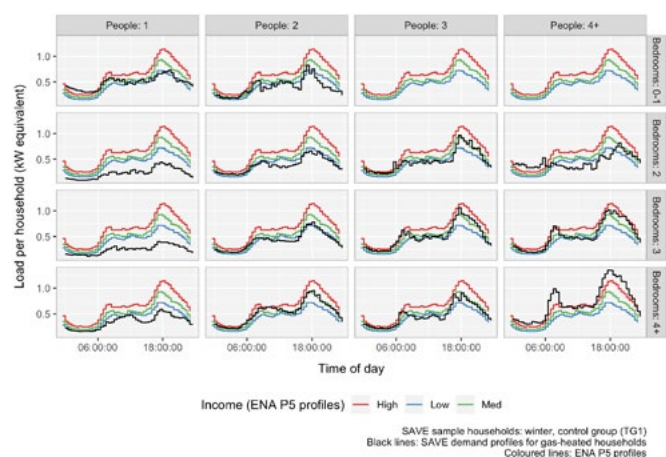 People: 1
People: 2
People: 3
People: 4+
Load per household (kW equivalent)
1.0
0.5
1.0
0.5
1.0
0.5
1.0
0.5
Bedrooms: 0-1
Bedrooms: 2
Bedrooms: 3
Bedrooms: 4+
06:00:00
18:00:00
06:00:00
18:00:00
06:00:00
18:00:00
06:00:00
18:00:00
Time of day
Income (ENA P5 profiles)
High
Low
Med
SAVE sample households: winter, control group (TG1)
Black lines: SAVE demand profiles for gas-heated households
Coloured lines: ENA P5 profiles